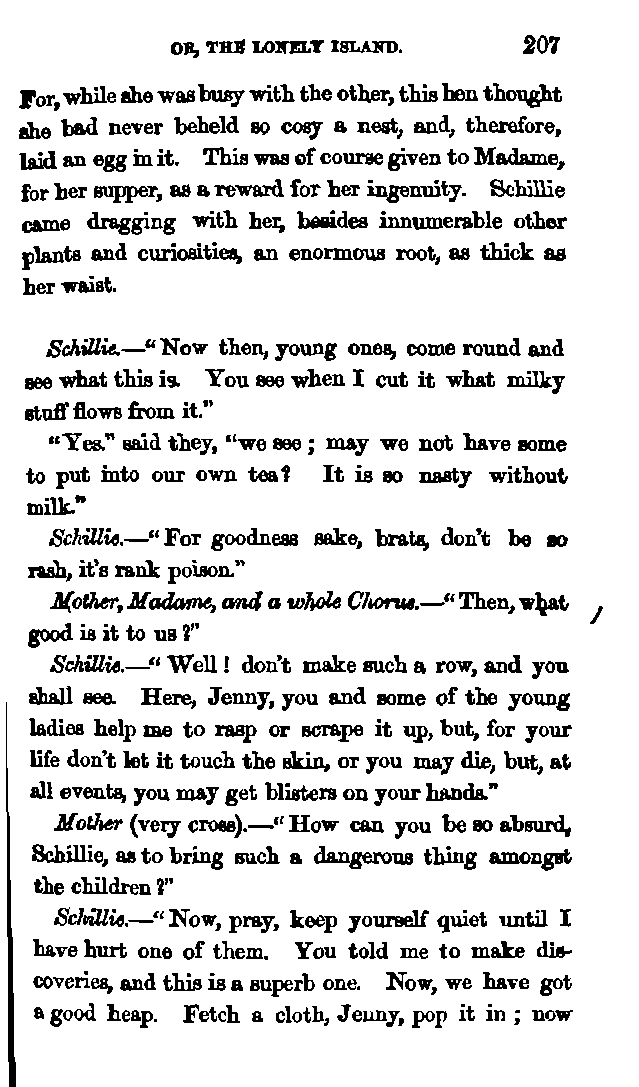 OR, THE LONELY ISLAND. 207
For, while she was busy with the other, this hen thought
she had never beheld so cosy a nest, and, therefore,
laid an egg in it. This was of course given to Madame,
for her supper, as a reward for her ingenuity. Schillie
came dragging with her, besides innumerable other
plants and curiosities, an enormous root, as thick as
her waist.
Schillie.—“Now then, young ones, come round and
see what this is. You see when I cut it what milky
stuff flows from it.”
“Yes.” said they, “we see ; may we not have some
to put into our own tea? It is so nasty without
milk.”
Schillie.—“For goodness sake, brats, don't be so
rash, it's rank poison.”
Mother, Madame, and a whole Chorus.—“Then, what
good is it to us?”
Schillie.—“Well! don't make such a row, and you
shall see. Here, Jenny, you and some of the young
ladies help me to rasp or scrape it up, but, for your
life don't let it touch the skin, or you may die, but, at
all events, you may get blisters on your hands.”
Mother (very cross).—“How can you be so absurd,
Schillie, as to bring such a dangerous thing amongst
the children?”
Schillie.—“Now, pray, keep yourself quiet until I
have hurt one of them. You told me to make dis-
coveries, and this is a superb one. Now, we have got
a good heap. Fetch a cloth, Jenny, pop it in ; now